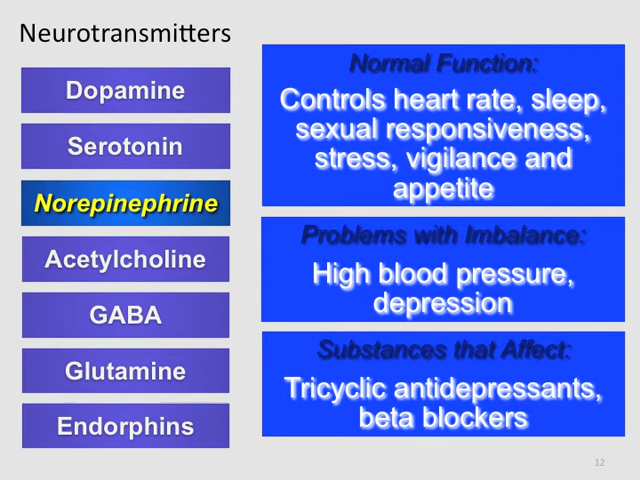 Neurotransmitters
Dopamine
Serotonin
Norepinephrine
Acetylcholine
GABA
Glutamine
Endorphins
Normal Function:
Controls heart rate, sleep,
sexual responsiveness,
stress, vigilance and
appetite
Problems with Imbalance:
High blood pressure,
depression
Substances that Affect:
Tricyclic antidepressants,
beta blockers
12